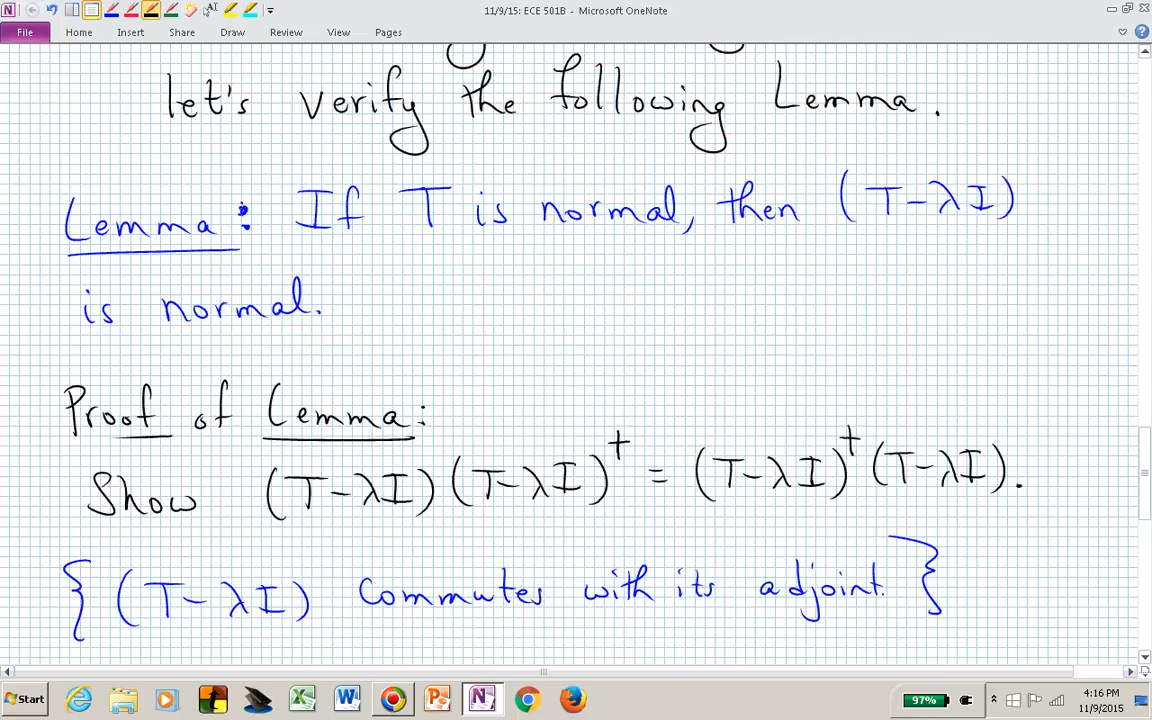 11/9/15: ECE 501B - Microsoft OneNote
File Home Insert Share Draw Review View Pages
let's verify the following Lemma.
Lemma: If T is normal, then (T-λI)
is normal.
Proof of Lemma:
Show (T-λI)(T-λI)† = (T-λI)†(T-λI).
{(T-λI) commutes with its adjoint.}
Start
97%
4:16 PM
11/9/2015